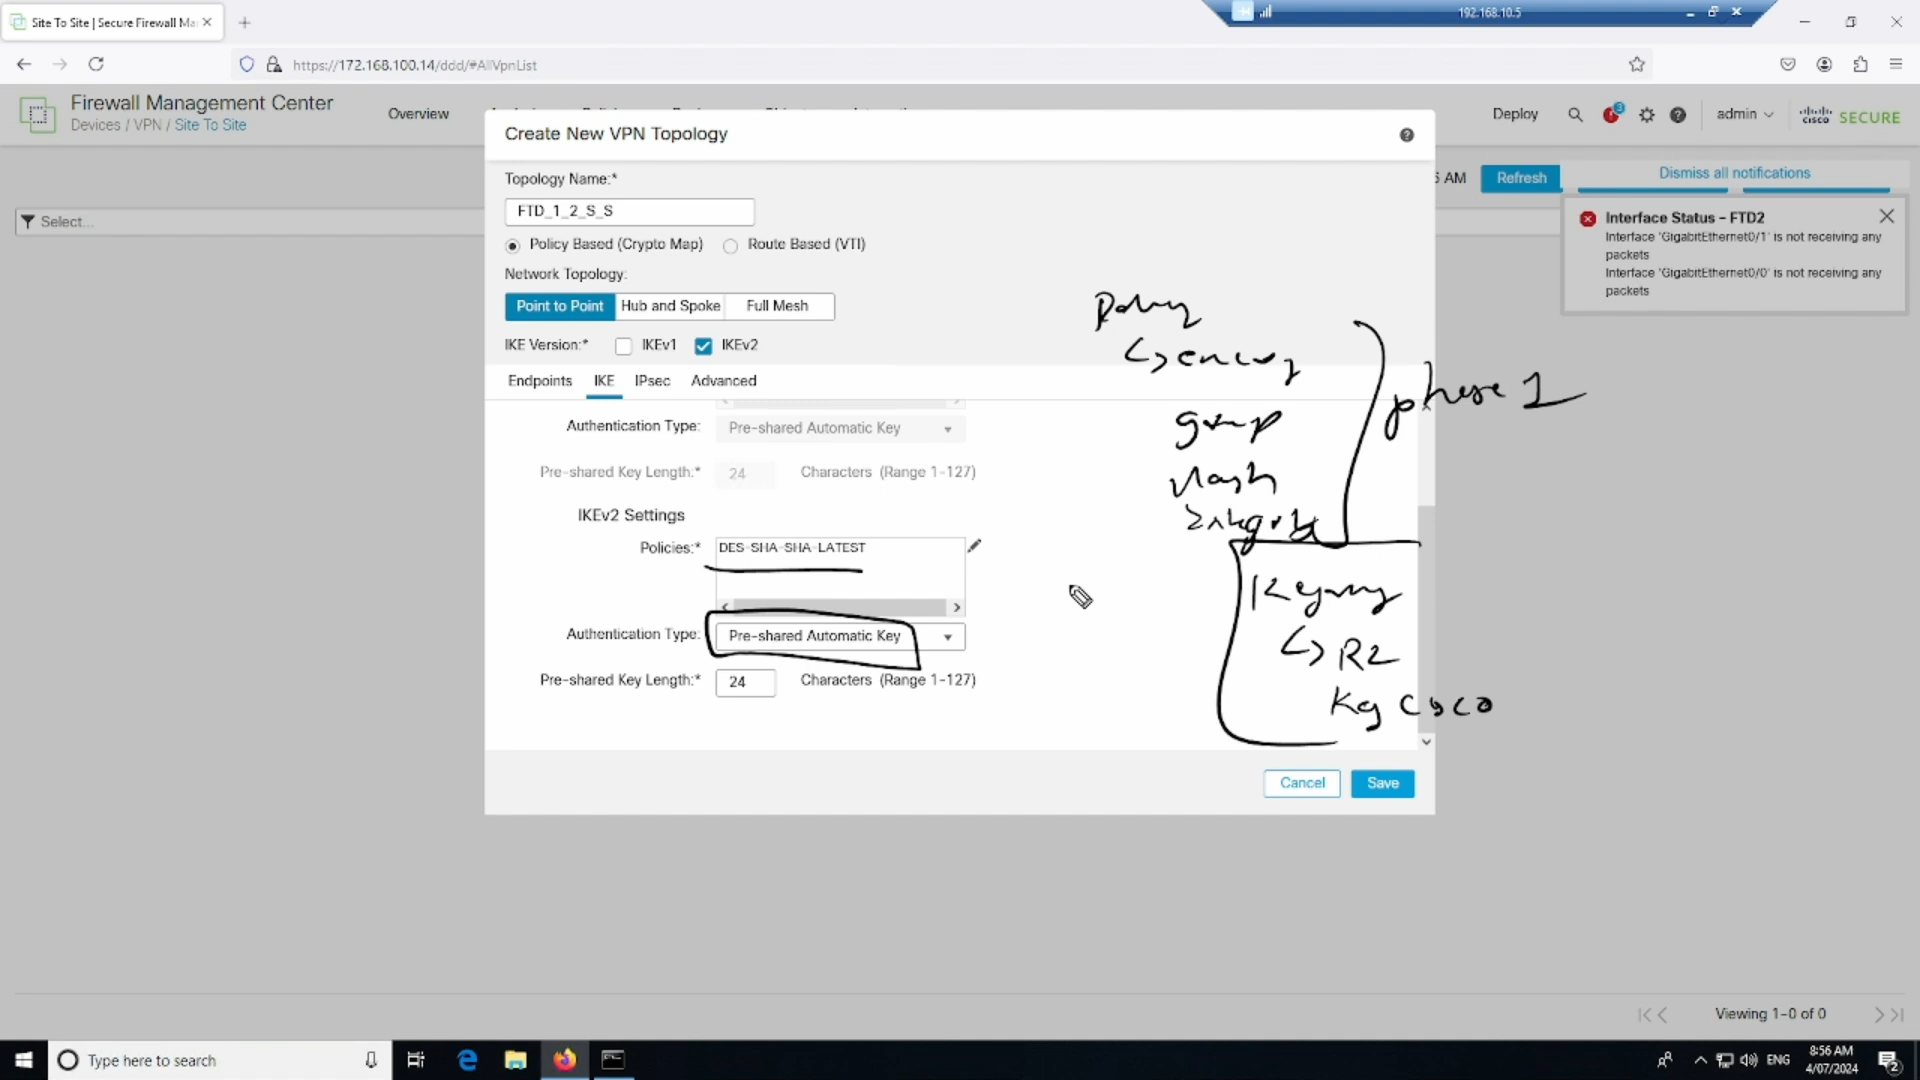 Site To Site | Secure Firewall Ma
192.168.10.5
https://172.168.100.14/ddd/#AllVpnList
Firewall Management Center
Devices / VPN / Site To Site
Overview
Deploy
3
admin
CISCO SECURE
Create New VPN Topology
Topology Name:*
FTD_1_2_S_S
Policy Based (Crypto Map)
Route Based (VTI)
Network Topology:
Point to Point
Hub and Spoke
Full Mesh
IKE Version:*
IKEv1
IKEv2
Endpoints
IKE
IPsec
Advanced
Authentication Type:
Pre-shared Automatic Key
Pre-shared Key Length:*
24
Characters (Range 1-127)
IKEv2 Settings
Policies:*
DES-SHA-SHA-LATEST
Authentication Type:
Pre-shared Automatic Key
Pre-shared Key Length:*
24
Characters (Range 1-127)
Cancel
Save
group
phase 1
R2
Select...
AM
Refresh
Dismiss all notifications
Interface Status - FTD2
Interface 'GigabitEthernet0/1' is not receiving any
packets
Interface 'GigabitEthernet0/0' is not receiving any
packets
Viewing 1-0 of 0
Type here to search
ENG
8:56 AM
4/07/2024
2